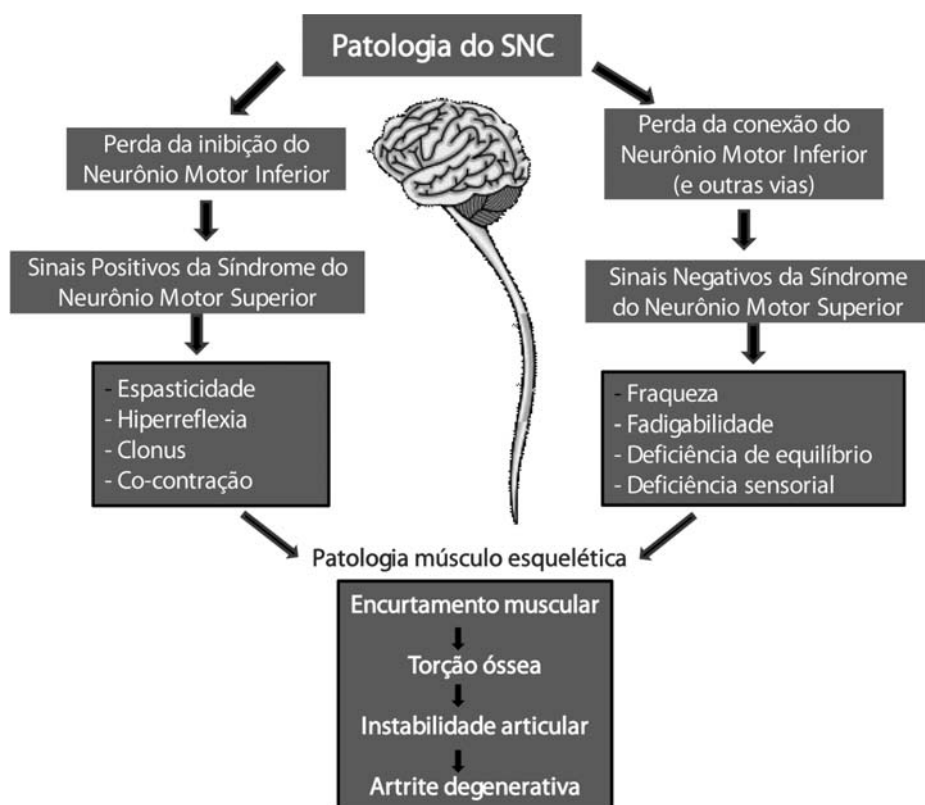 Patologia do SNC
Perda da inibição do
Neurônio Motor Inferior
Sinais Positivos da Síndrome do
Neurônio Motor Superior
- Espasticidade
- Hiperreflexia
- Clonus
- Co-contração
Perda da conexão do
Neurônio Motor Inferior
(e outras vias)
Sinais Negativos da Síndrome
do Neurônio Motor Superior
- Fraqueza
- Fadigabilidade
- Deficiência de equilíbrio
- Deficiência sensorial
Patologia músculo esquelética
Encurtamento muscular
Torção óssea
Instabilidade articular
Artrite degenerativa